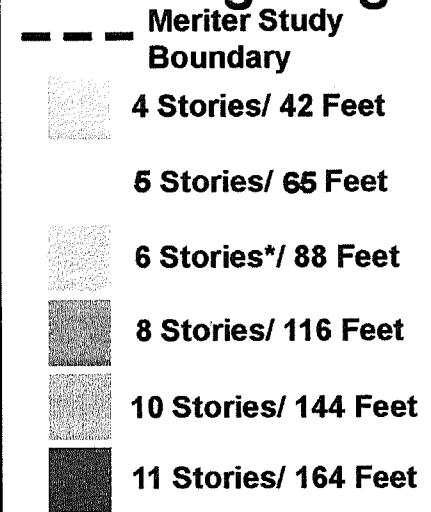 Meriter Study
Boundary
4 Stories/ 42 Feet
5 Stories/ 65 Feet
6 Stories*/ 88 Feet
8 Stories/ 116 Feet
10 Stories/ 144 Feet
11 Stories/ 164 Feet